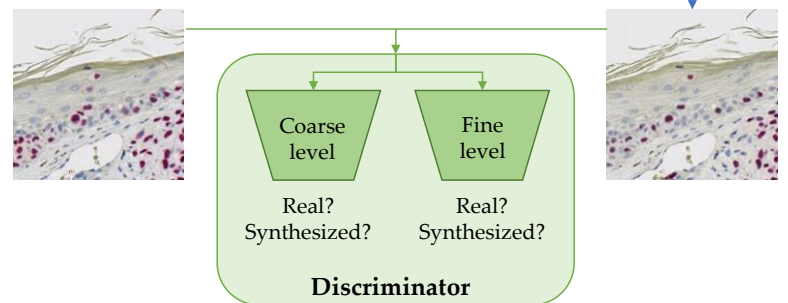 Coarse
level
Fine
level
Real?
Synthesized?
Real?
Synthesized?
Discriminator